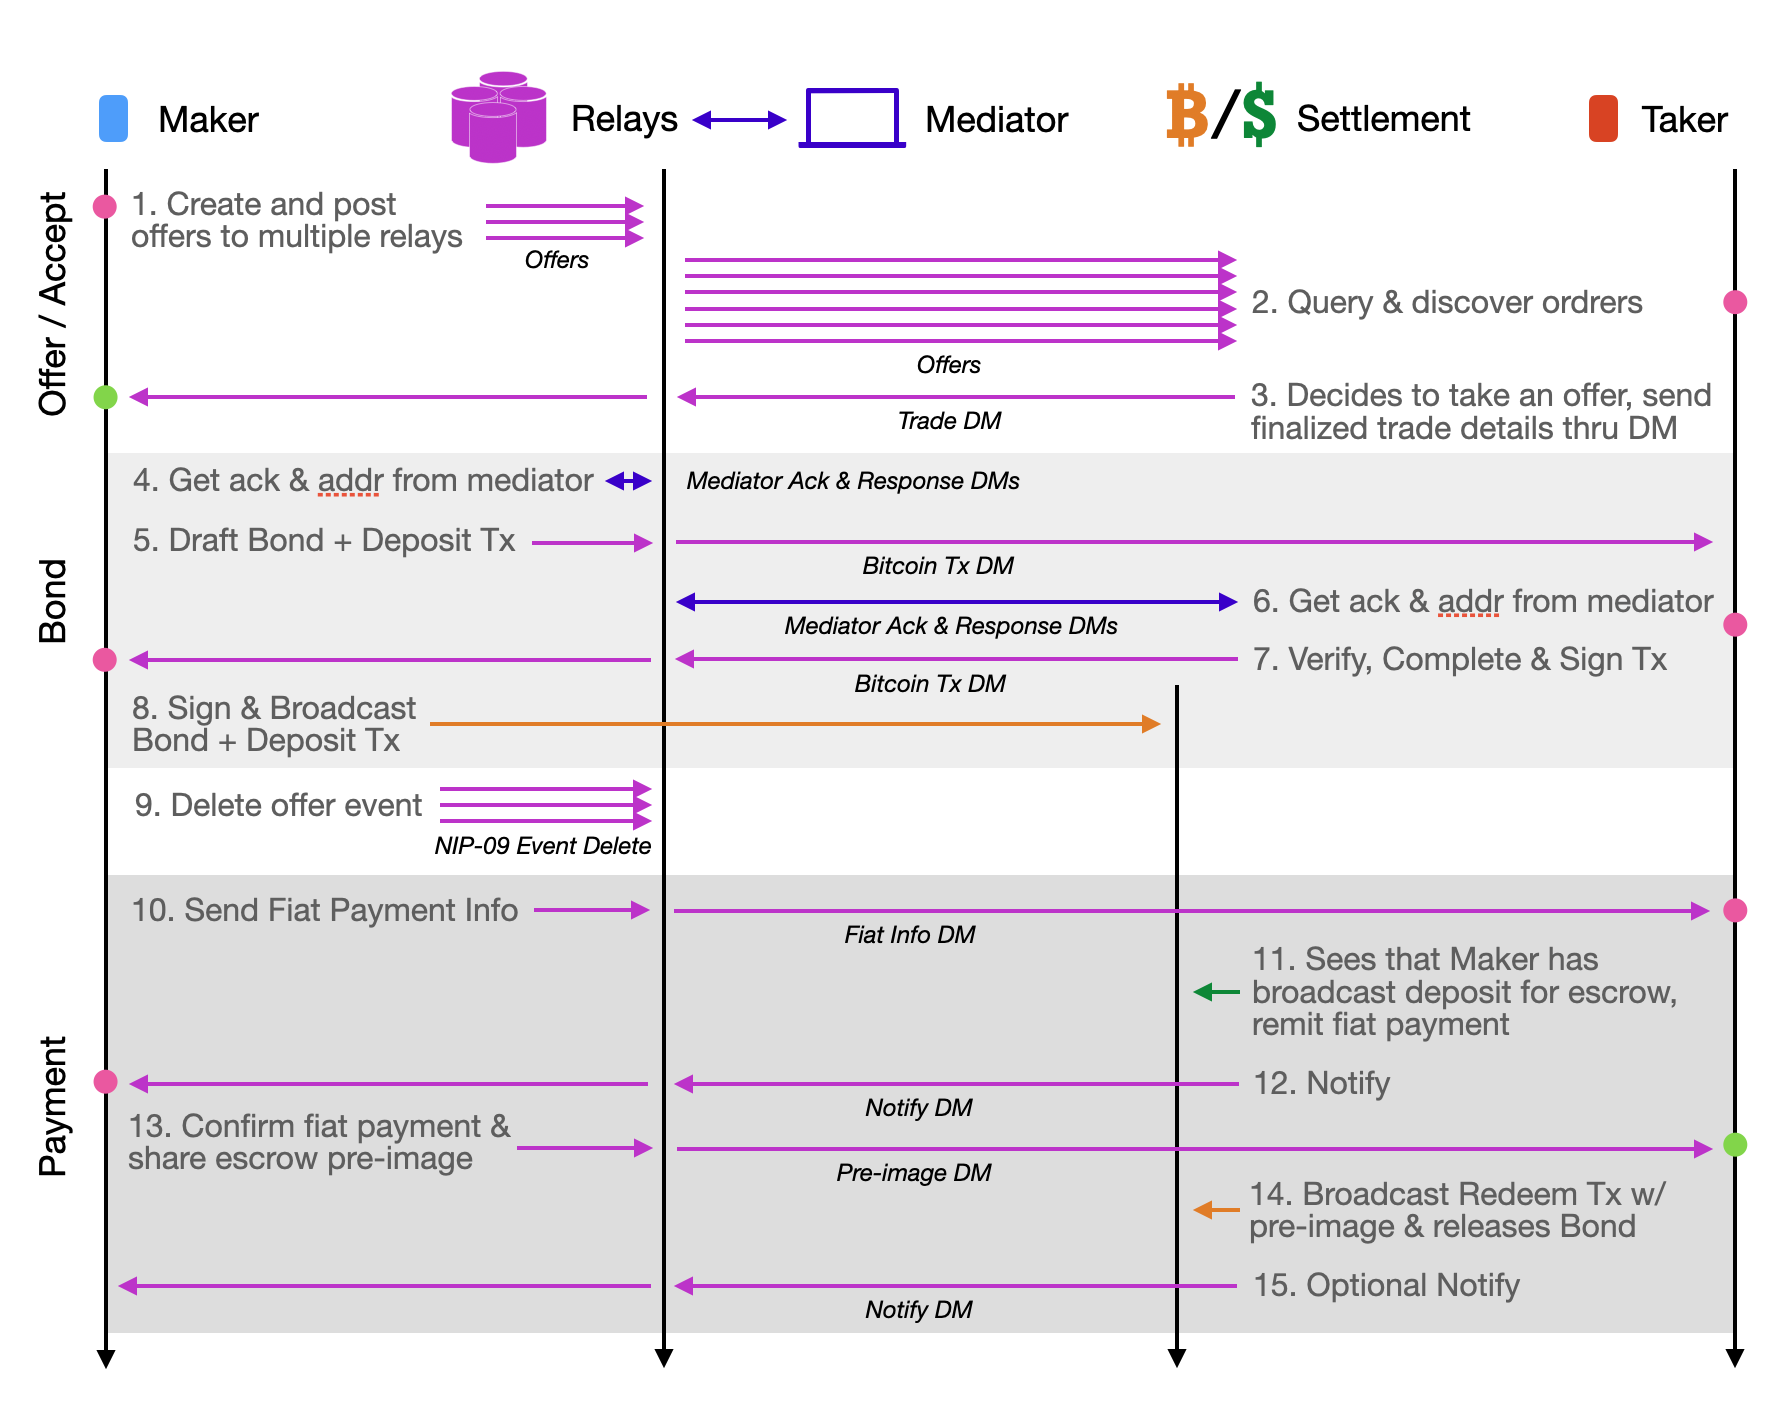 Maker
Relays
Mediator
B/$
Settlement
Taker
Offer / Accept
1. Create and post
offers to multiple relays
Offers
2. Query & discover ordrers
Offers
3. Decides to take an offer, send
finalized trade details thru DM
Trade DM
Bond
4. Get ack & addr from mediator
Mediator Ack & Response DMs
5. Draft Bond + Deposit Tx
Bitcoin Tx DM
6. Get ack & addr from mediator
Mediator Ack & Response DMs
7. Verify, Complete & Sign Tx
Bitcoin Tx DM
8. Sign & Broadcast
Bond + Deposit Tx
9. Delete offer event
NIP-09 Event Delete
Payment
10. Send Fiat Payment Info
Fiat Info DM
11. Sees that Maker has
broadcast deposit for escrow,
remit fiat payment
12. Notify
Notify DM
13. Confirm fiat payment &
share escrow pre-image
Pre-image DM
14. Broadcast Redeem Tx w/
pre-image & releases Bond
15. Optional Notify
Notify DM